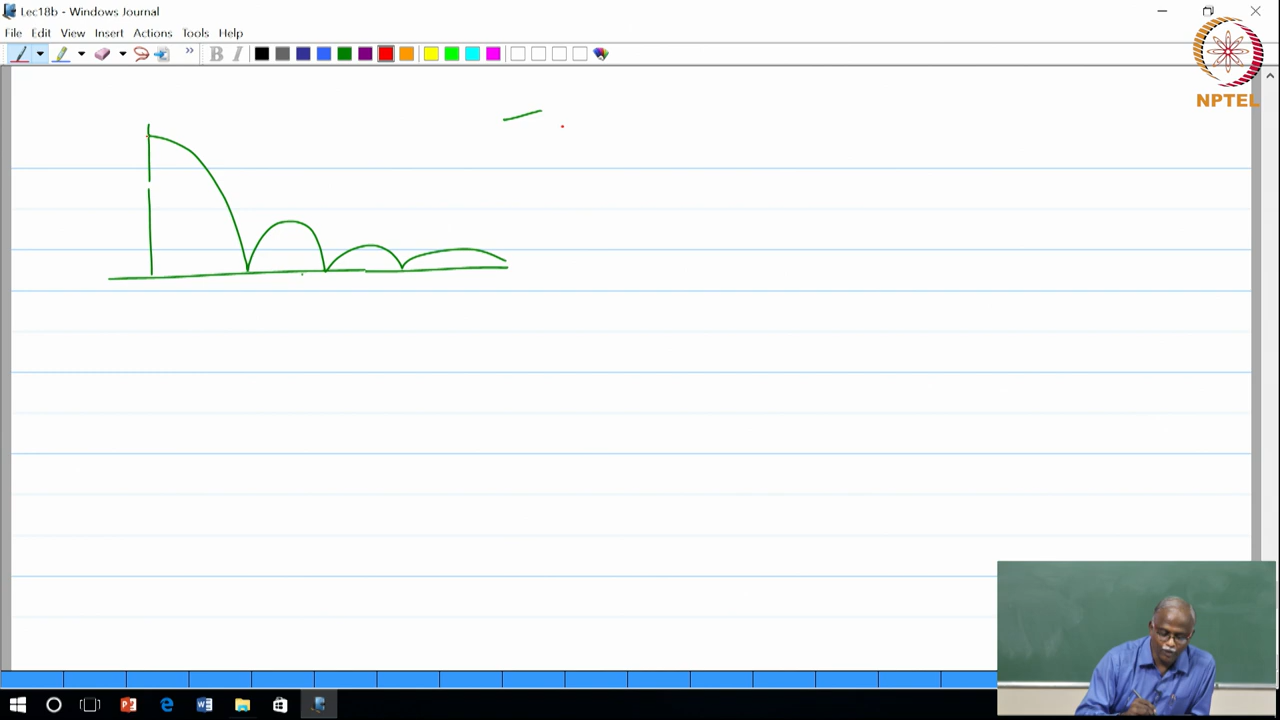 Lec18b - Windows Journal
File Edit View Insert Actions Tools Help
B I
NPTEL